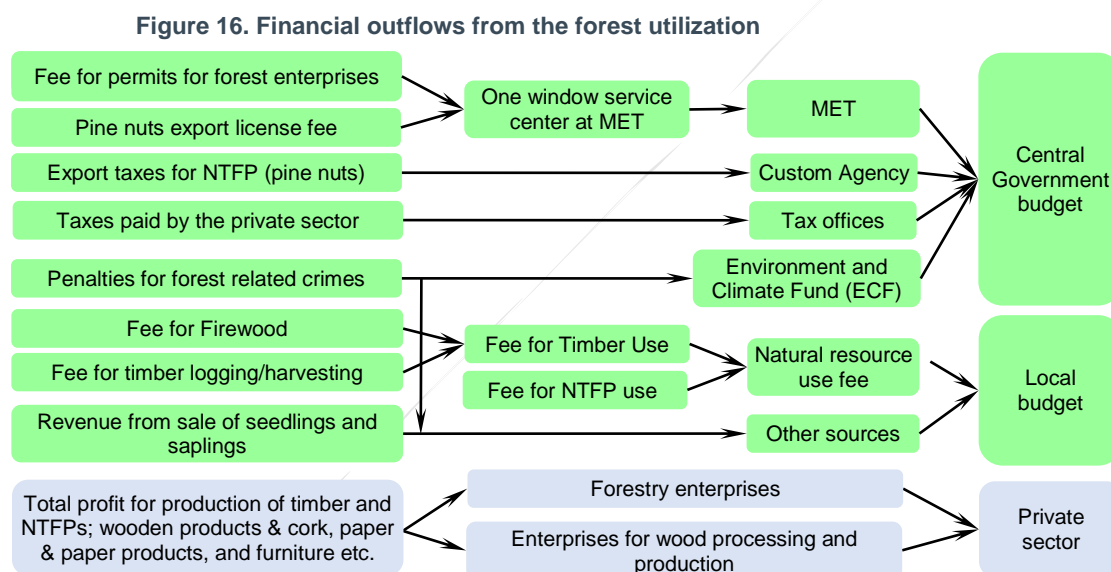 Figure 16. Financial outflows from the forest utilization
Fee for permits for forest enterprises
Pine nuts export license fee
One window service
center at MET
MET
Export taxes for NTFP (pine nuts)
Custom Agency
Taxes paid by the private sector
Tax offices
Penalties for forest related crimes
Environment and
Climate Fund (ECF)
Central
Government
budget
Fee for Firewood
Fee for timber logging/harvesting
Fee for Timber Use
Fee for NTFP use
Natural resource
use fee
Revenue from sale of seedlings and
saplings
Other sources
Local
budget
Total profit for production of timber and
NTFPs; wooden products & cork, paper
& paper products, and furniture etc.
Forestry enterprises
Enterprises for wood processing and
production
Private
sector